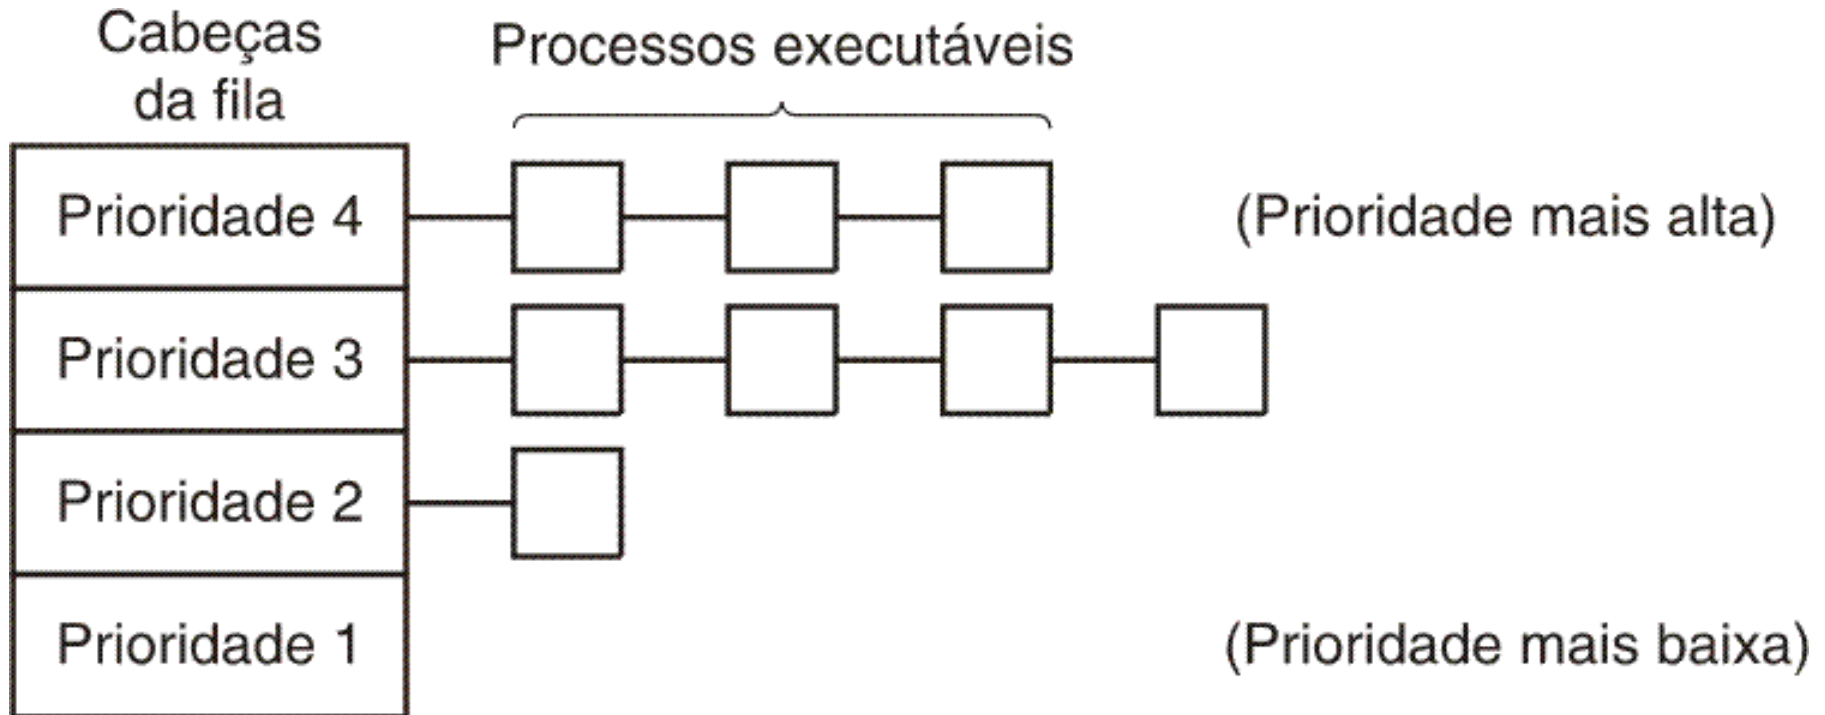 Cabeças
da fila
Processos executáveis
Prioridade 4
(Prioridade mais alta)
Prioridade 3
Prioridade 2
Prioridade 1
(Prioridade mais baixa)